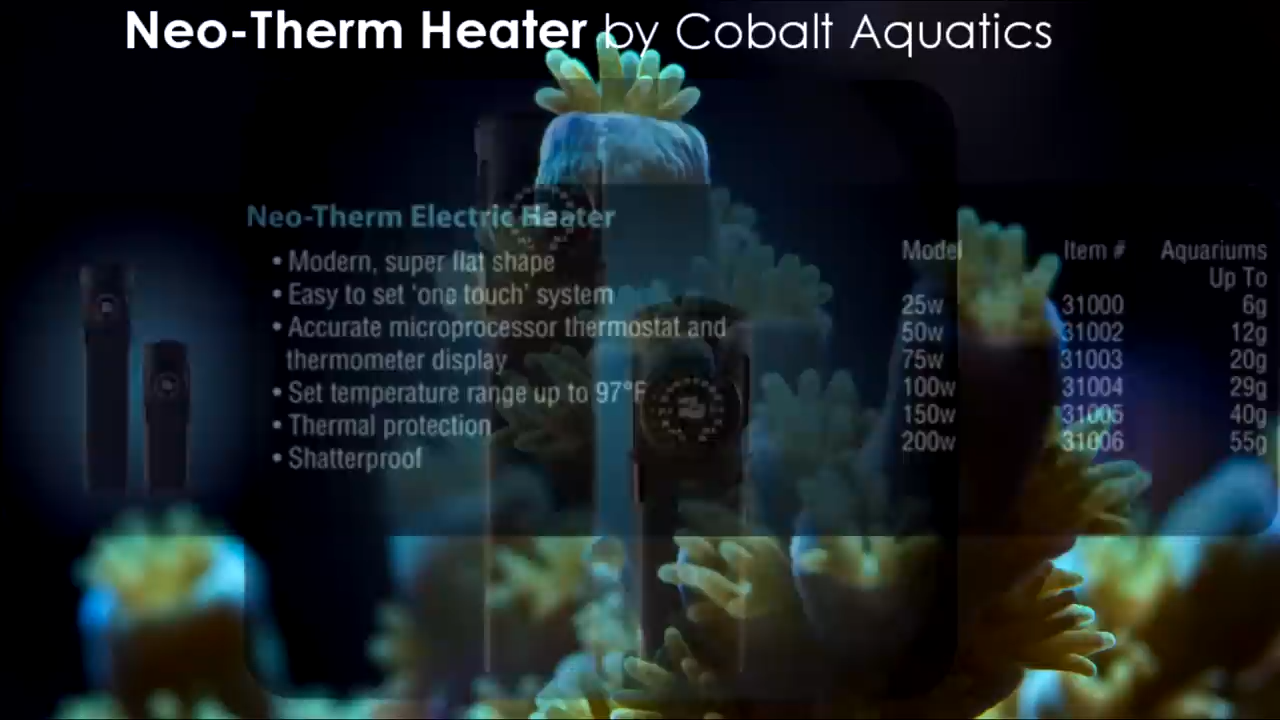 Neo-Therm Heater by Cobalt Aquatics
Neo-Therm Electric Heater
• Modern, super flat shape
• Easy to set ‘one touch’ system
• Accurate microprocessor thermostat and
thermometer display
• Set temperature range up to 97°F
• Thermal protection
• Shatterproof
Model Item # Aquariums
Up To
25w 31000 6g
50w 31002 12g
75w 31003 20g
100w 31004 29g
150w 31005 40g
200w 31006 55g